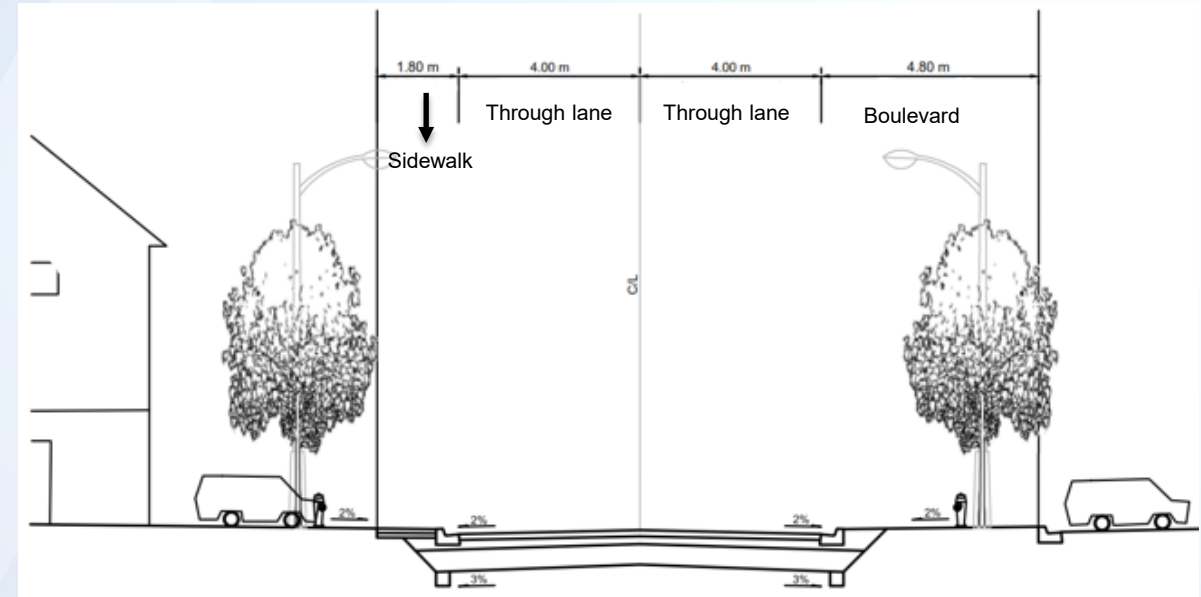 1.80 m 4.00 m 4.00 m 4.80 m
Through lane Through lane Boulevard
Sidewalk
C/L
2% 2% 2% 2%
3% 3%